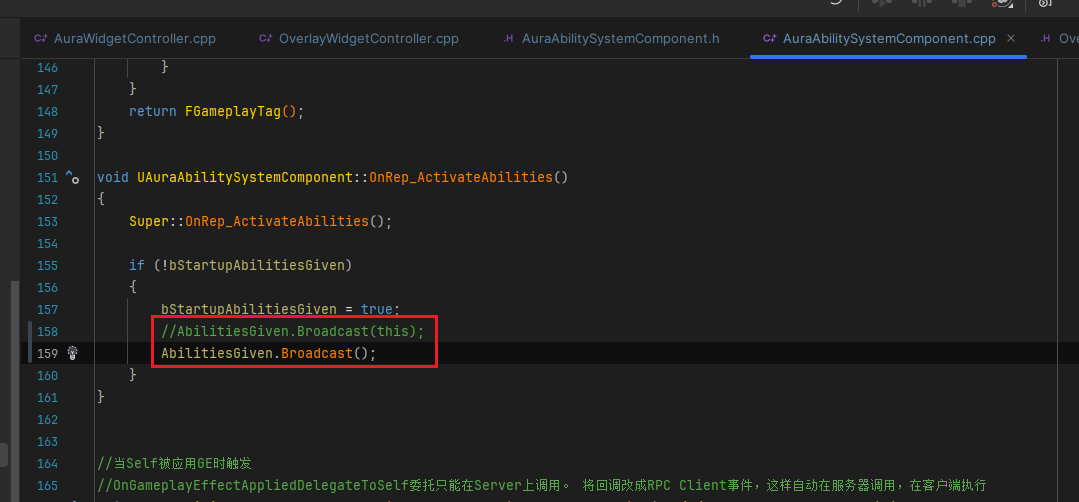 AuraWidgetController.cpp OverlayWidgetController.cpp .H AuraAbilitySystemComponent.h AuraAbilitySystemComponent.cpp .H Ove
146 }
147 }
148 return FGameplayTag();
149 }
150
151 void UAuraAbilitySystemComponent::OnRep_ActivateAbilities()
152 {
153 Super::OnRep_ActivateAbilities();
154
155 if (!bStartupAbilitiesGiven)
156 {
157 bStartupAbilitiesGiven = true;
158 //AbilitiesGiven.Broadcast(this);
159 AbilitiesGiven.Broadcast();
160 }
161 }
162
163
164 //当Self被应用GE时触发
165 //OnGameplayEffectAppliedDelegateToSelf委托只能在Server上调用。 将回调改成RPC Client事件，这样自动在服务器调用，在客户端执行